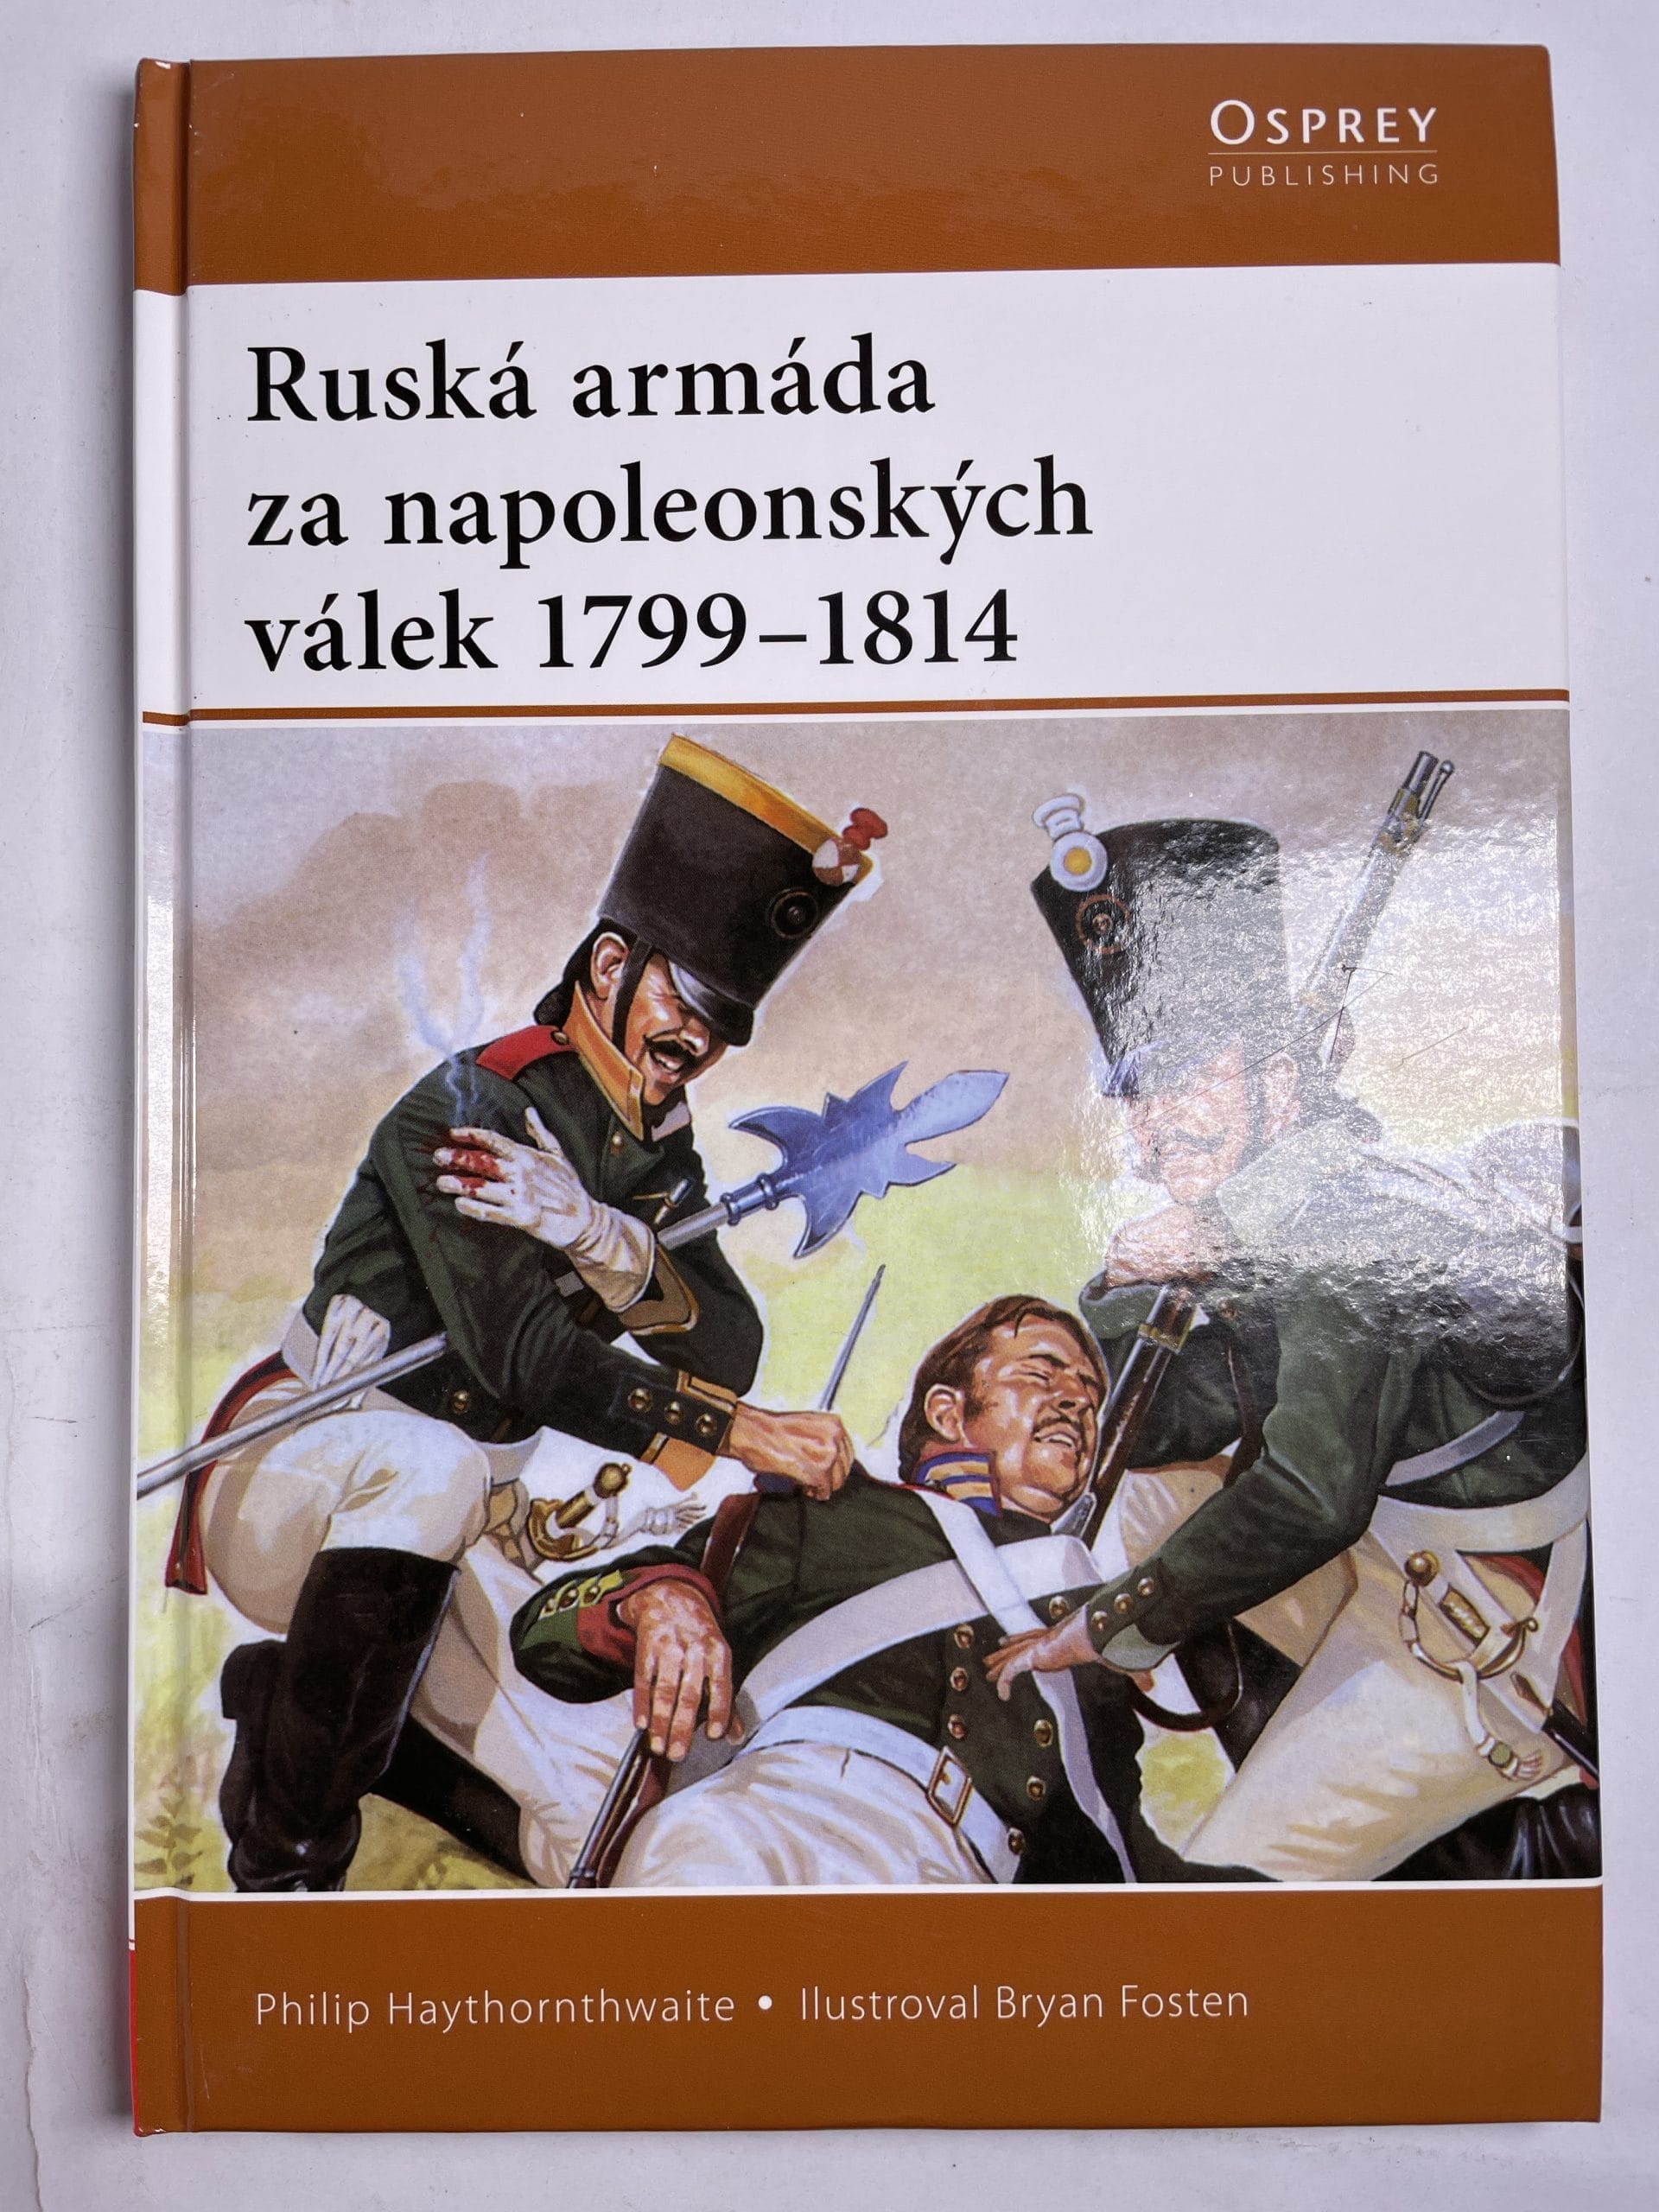 OSPREY
PUBLISHING
Ruská armáda
za napoleonských
válek 1799–1814
Philip Haythornthwaite • Ilustroval Bryan Fosten